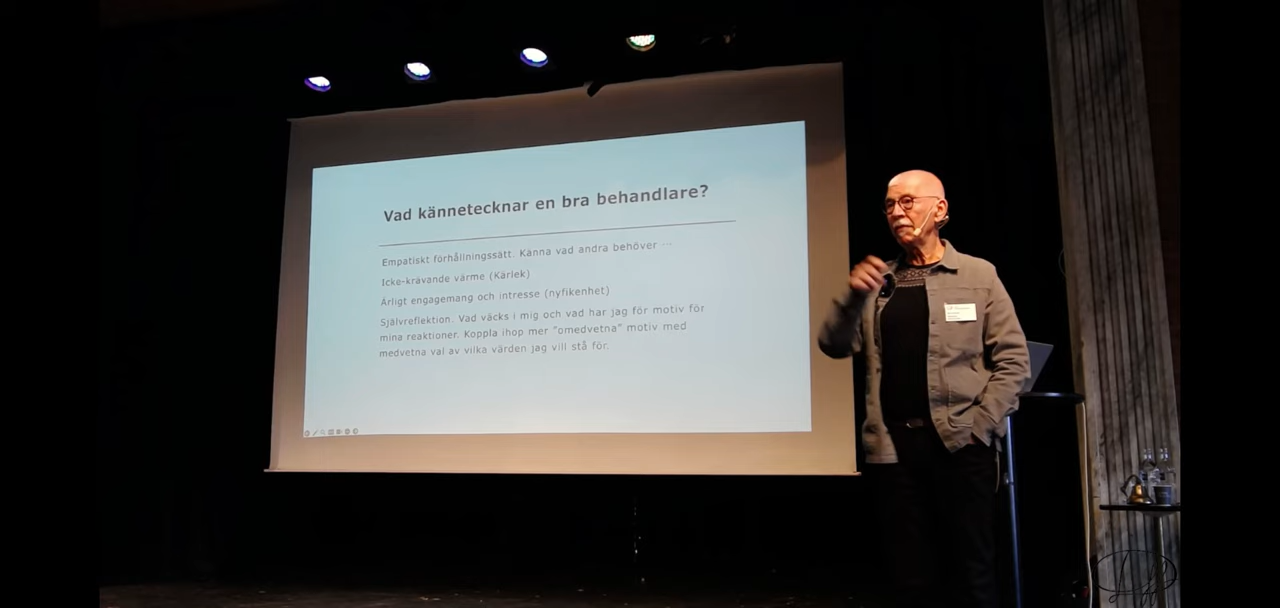 Vad kännetecknar en bra behandlare?
Empatiskt förhållningssätt. Känna vad andra behöver ...
Icke-krävande värme (Kärlek)
Ärligt engagemang och intresse (nyfikenhet)
Självreflektion. Vad väcks i mig och vad har jag för motiv för
mina reaktioner. Koppla ihop mer "omedvetna" motiv med
medvetna val av vilka värden jag vill stå för.